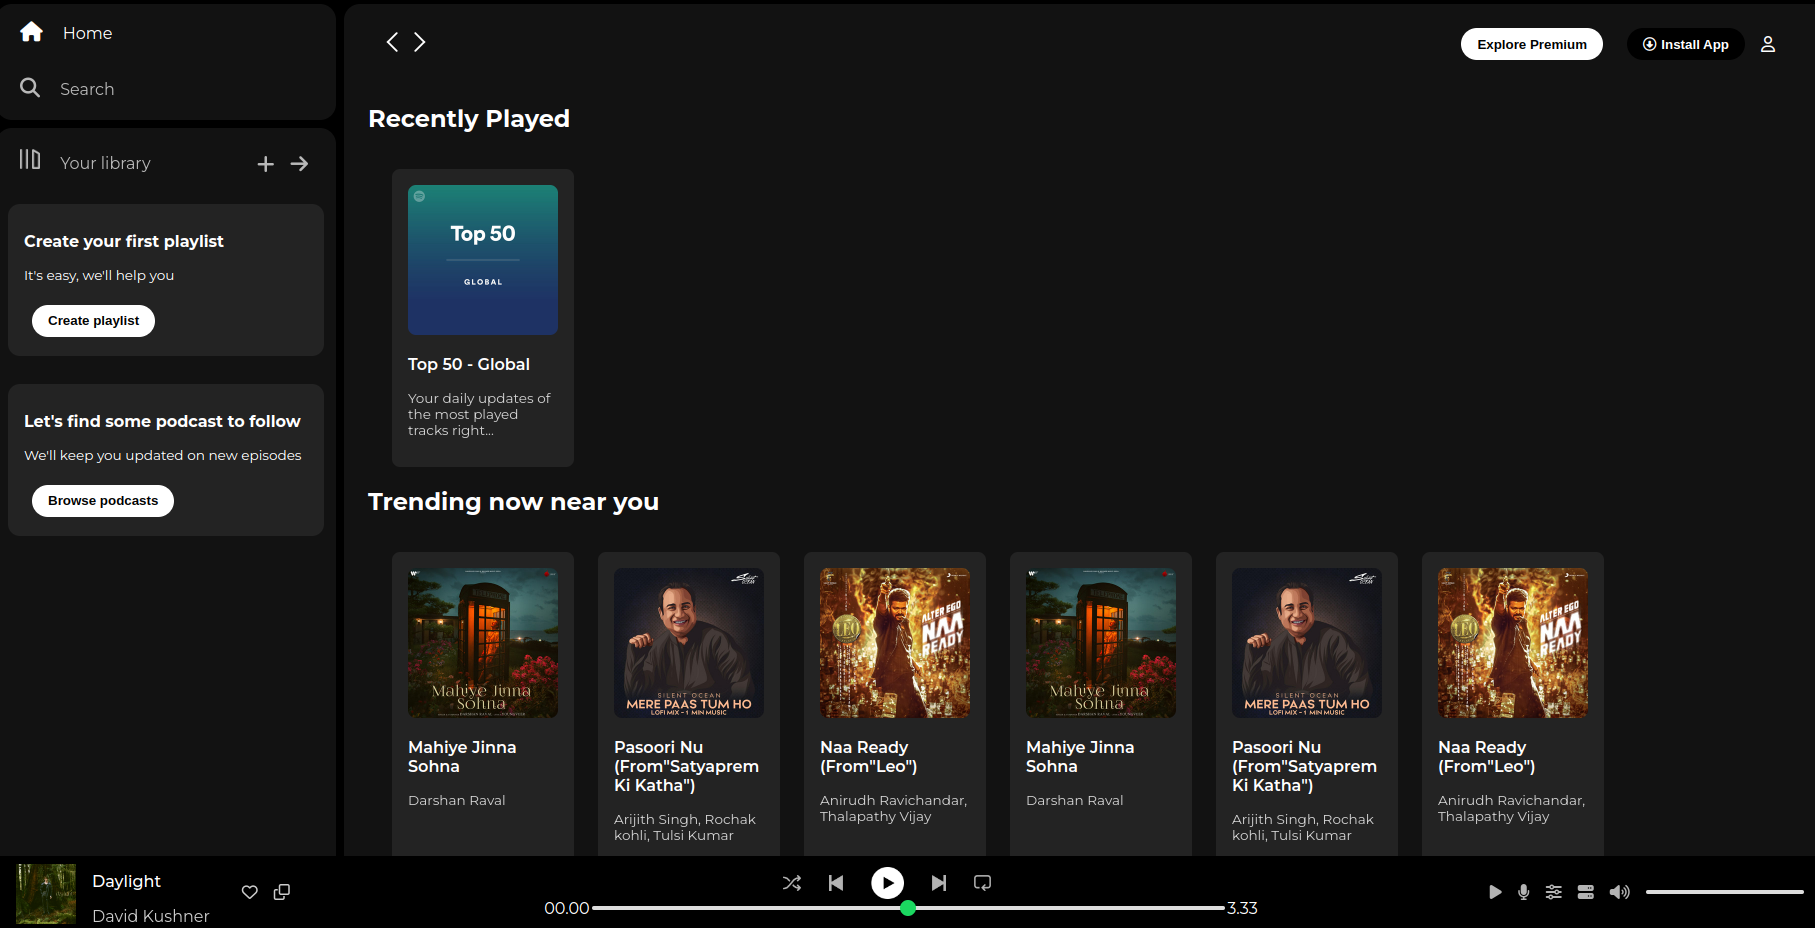 Home
Search
Your library
Create your first playlist
It's easy, we'll help you
Create playlist
Let's find some podcast to follow
We'll keep you updated on new episodes
Browse podcasts
Explore Premium
Install App
Recently Played
Top 50
GLOBAL
Top 50 - Global
Your daily updates of
the most played
tracks right...
Trending now near you
Mahiye Jinna
Sohna
Mahiye Jinna
Sohna
Darshan Raval
SILENT OCEAN
MERE PAAS TUM HO
LOFI MIX - 1 MIN MUSIC
Pasoori Nu
(From"Satyaprem
Ki Katha")
Arijith Singh, Rochak
kohli, Tulsi Kumar
LEO
ALTER EGO
NAA
READY
Naa Ready
(From"Leo")
Anirudh Ravichandar,
Thalapathy Vijay
Mahiye Jinna
Sohna
Mahiye Jinna
Sohna
Darshan Raval
SILENT OCEAN
MERE PAAS TUM HO
LOFI MIX - 1 MIN MUSIC
Pasoori Nu
(From"Satyaprem
Ki Katha")
Arijith Singh, Rochak
kohli, Tulsi Kumar
LEO
ALTER EGO
NAA
READY
Naa Ready
(From"Leo")
Anirudh Ravichandar,
Thalapathy Vijay
Daylight
David Kushner
00.00
3.33